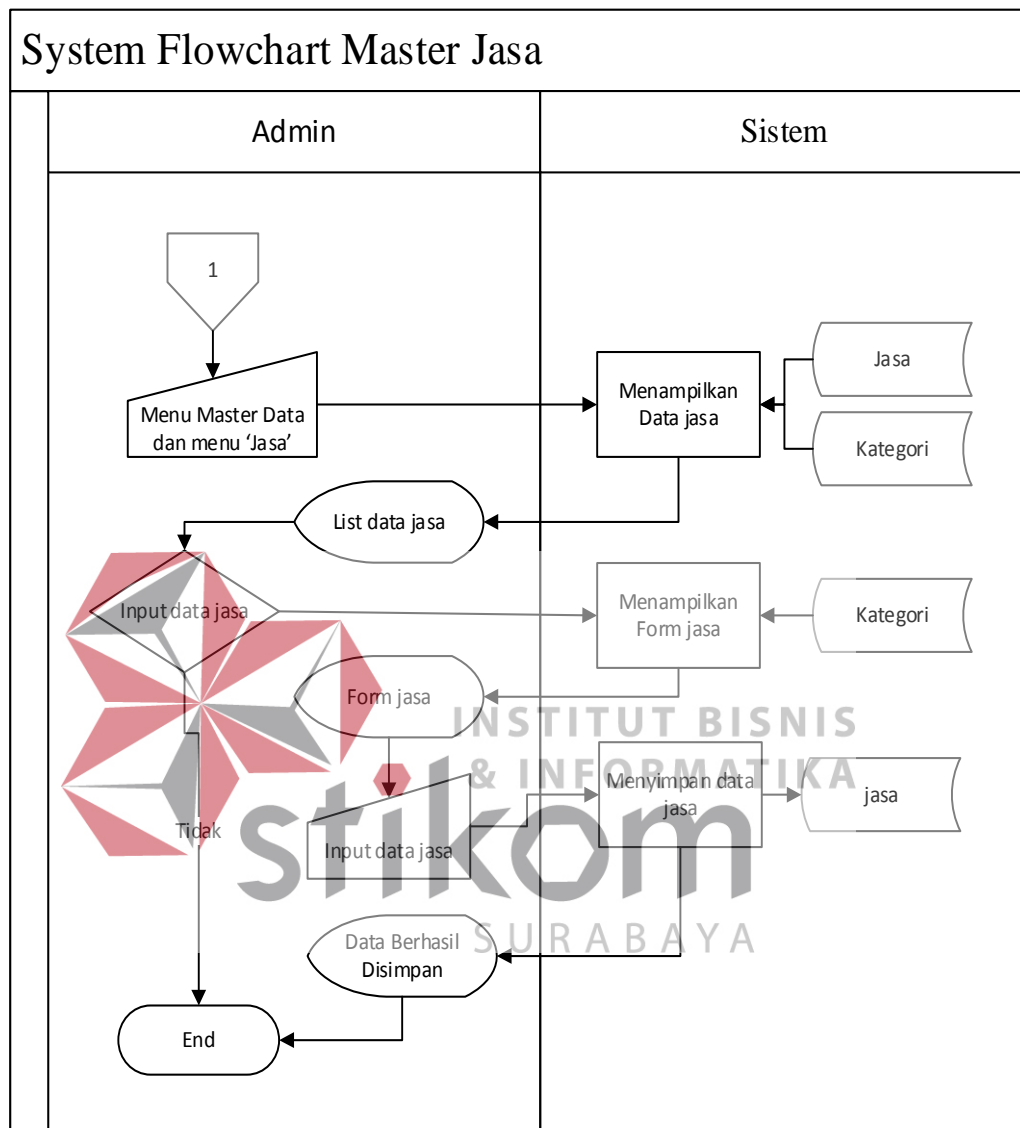 System Flowchart Master Jasa
Admin
Sistem
1
Menu Master Data
dan menu ‘Jasa’
Menampilkan
Data jasa
Jasa
Kategori
List data jasa
Input data jasa
Menampilkan
Form jasa
Kategori
Form jasa
INSTITUT BISNIS
& INFORMATIKA
stikom
SURABAYA
Input data jasa
Menyimpan data
jasa
jasa
Tidak
Data Berhasil
Disimpan
End